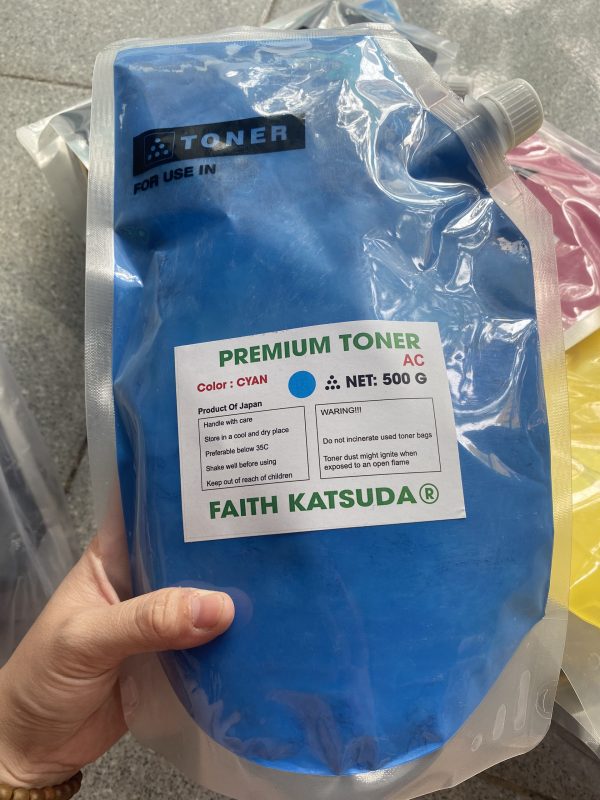 TONER
FOR USE IN
PREMIUM TONER
AC
Color : CYAN
NET: 500 G
Product Of Japan
Handle with care
Store in a cool and dry place
Preferable below 35C
Shake well before using
Keep out of reach of children
WARING!!!
Do not incinerate used toner bags
Toner dust might ignite when
exposed to an open flame
FAITH KATSUDA®